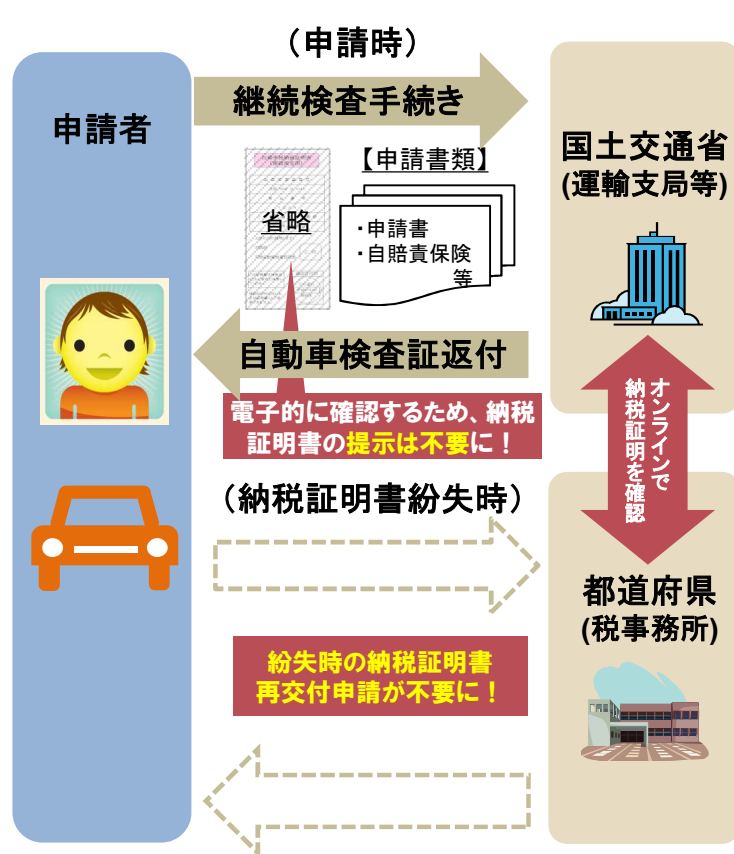 (申請時)
申請者
継続検査手続き
国土交通省
(運輸支局等)
【申請書類】
省略
・申請書
・自賠責保険
等
自動車検査証返付
電子的に確認するため、納税
証明書の提示は不要に！
オンラインで
納税証明を確認
(納税証明書紛失時)
都道府県
(税事務所)
紛失時の納税証明書
再交付申請が不要に！